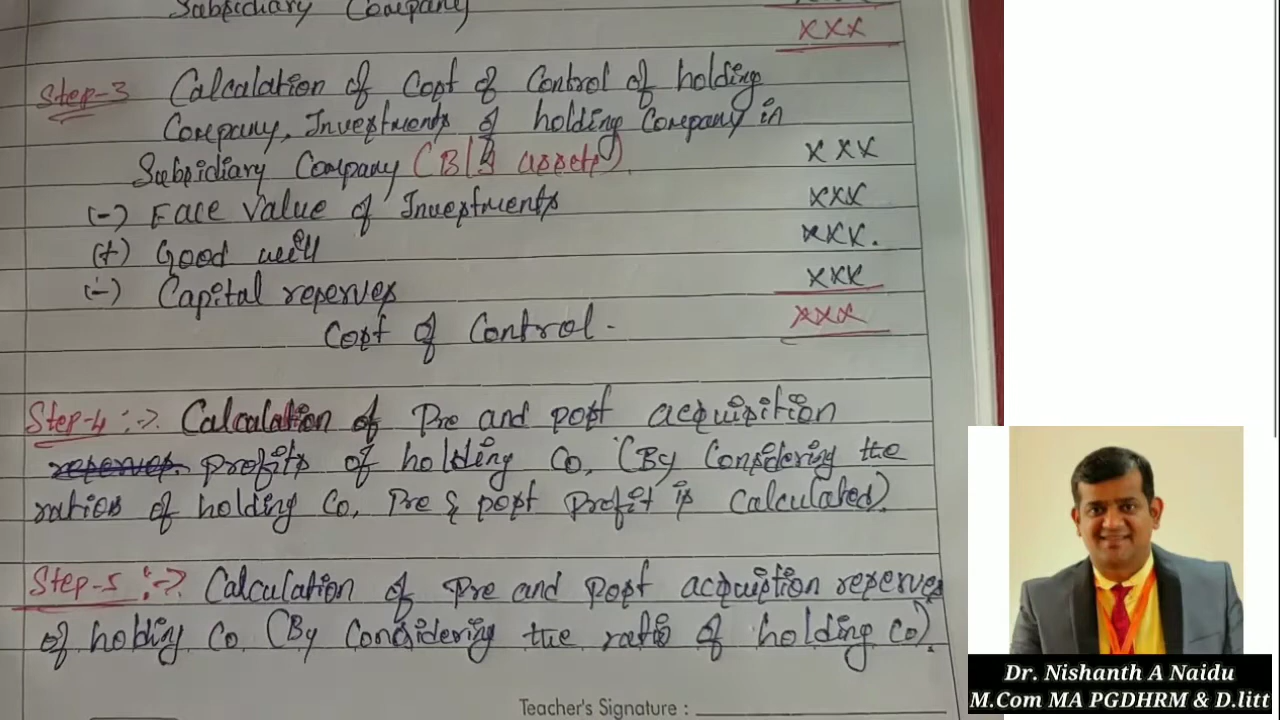 Subsidiary Company
xxx
Step-3 Calculation of Cost of Control of holding
Company, Investments of holding Company in
Subsidiary Company (B/s assets). xxx
(-) Face value of Investments xxx
(+) Good will xxx.
(-) Capital reserves xxx
Cost of Control. xxx
Step-4 :-> Calculation of Pre and post acquisition
reserves. profits of holding Co, (By Considering the
ratios of holding Co, Pre & post Profit is Calculated).
Step-5 :-> Calculation of Pre and Post acquiption reserves
of holding Co (By Considering the ratio of holding Co).
Teacher's Signature :
Dr. Nishanth A Naidu
M.Com MA PGDHRM & D.litt